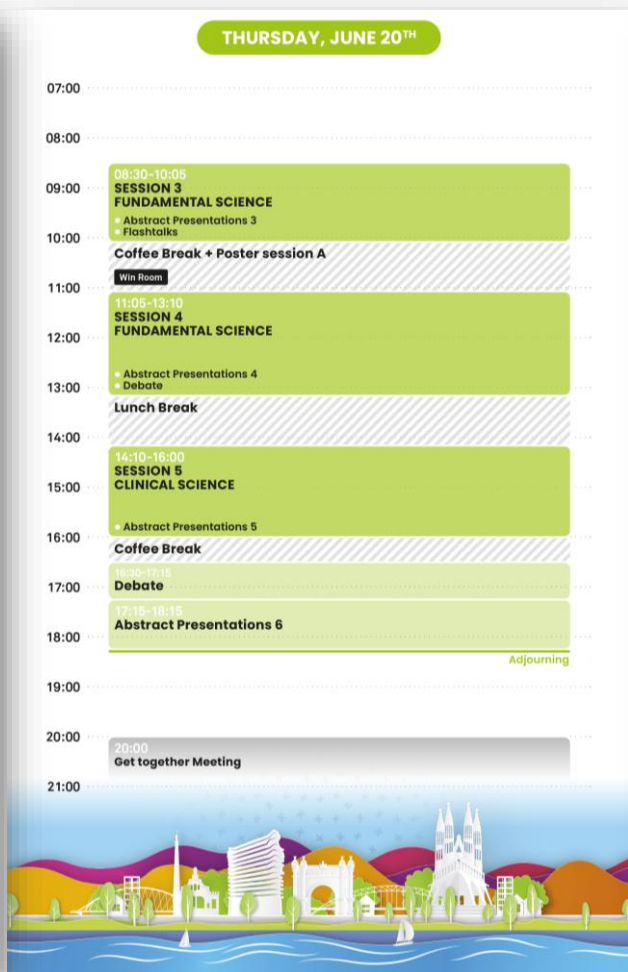 THURSDAY, JUNE 20TH
07:00
08:00
08:30-10:05
09:00
SESSION 3
FUNDAMENTAL SCIENCE
Abstract Presentations 3
Flashtalks
10:00
Coffee Break + Poster session A
Win Room
11:00
11:05-13:10
SESSION 4
12:00
FUNDAMENTAL SCIENCE
Abstract Presentations 4
13:00
Debate
Lunch Break
14:00
14:10-16:00
SESSION 5
15:00
CLINICAL SCIENCE
Abstract Presentations 5
16:00
Coffee Break
16:30-17:15
17:00
Debate
17:15-18:15
Abstract Presentations 6
18:00
Adjourning
19:00
20:00
20:00
Get together Meeting
21:00